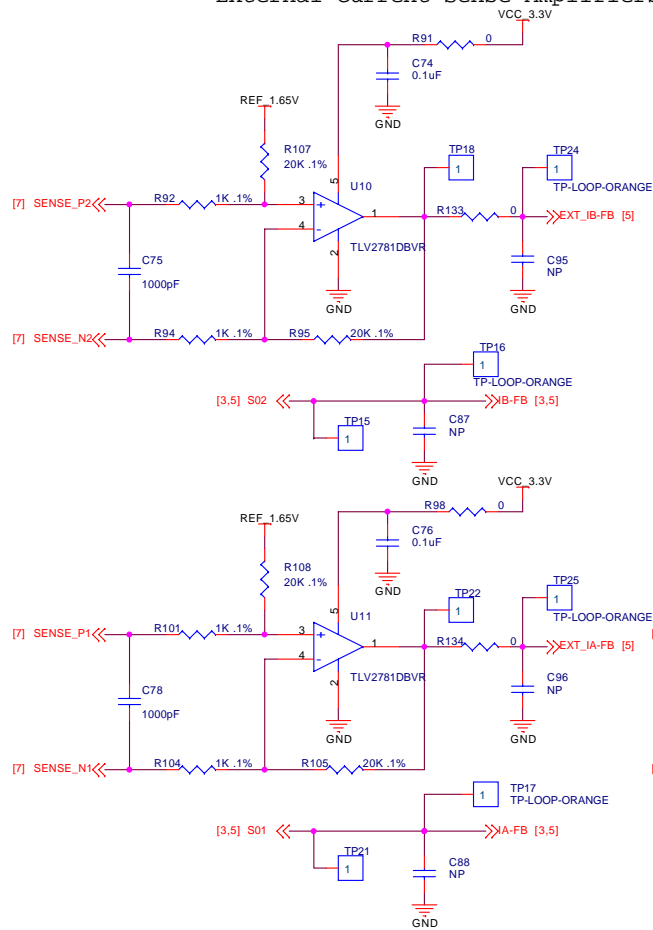 External Current Sense Amplifiers
VCC_3.3V
R91
0
C74
0.1uF
GND
REF_1.65V
R107
20K .1%
TP18
1
TP24
1
TP-LOOP-ORANGE
U10
5
[7] SENSE_P2
R92
1K .1%
3
+
4
-
1
2
TLV2781DBVR
R133
0
EXT_IB-FB [5]
C75
1000pF
GND
C95
NP
GND
[7] SENSE_N2
R94
1K .1%
R95
20K .1%
TP16
1
TP-LOOP-ORANGE
[3,5] S02
IB-FB [3,5]
TP15
1
C87
NP
GND
VCC_3.3V
R98
0
C76
0.1uF
GND
REF_1.65V
R108
20K .1%
TP22
1
TP25
1
TP-LOOP-ORANGE
U11
5
[7] SENSE_P1
R101
1K .1%
3
+
4
-
1
2
TLV2781DBVR
R134
0
EXT_IA-FB [5]
C78
1000pF
GND
C96
NP
GND
[7] SENSE_N1
R104
1K .1%
R105
20K .1%
TP17
1
TP-LOOP-ORANGE
[3,5] S01
IA-FB [3,5]
TP21
1
C88
NP
GND